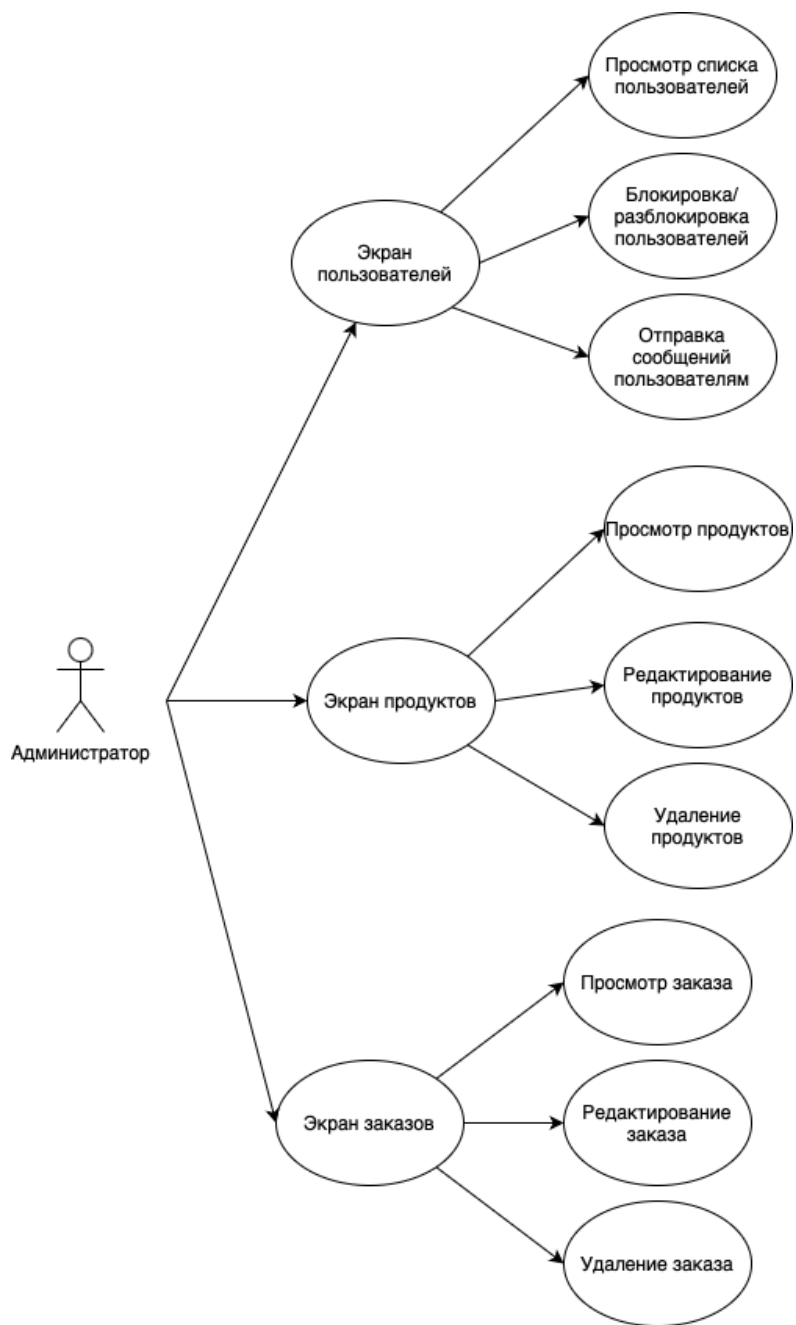 Просмотр списка
пользователей
Блокировка/
разблокировка
пользователей
Экран
пользователей
Отправка
сообщений
пользователям
Просмотр продуктов
Редактирование
продуктов
Экран продуктов
Администратор
Удаление
продуктов
Просмотр заказа
Экран заказов
Редактирование
заказа
Удаление заказа